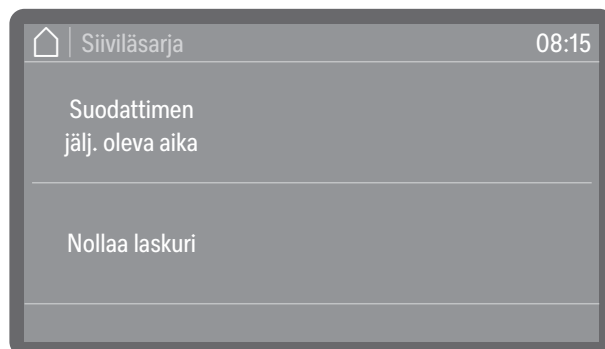 Siiviläsarja 08:15
Suodattimen
jälj. oleva aika
Nollaa laskuri